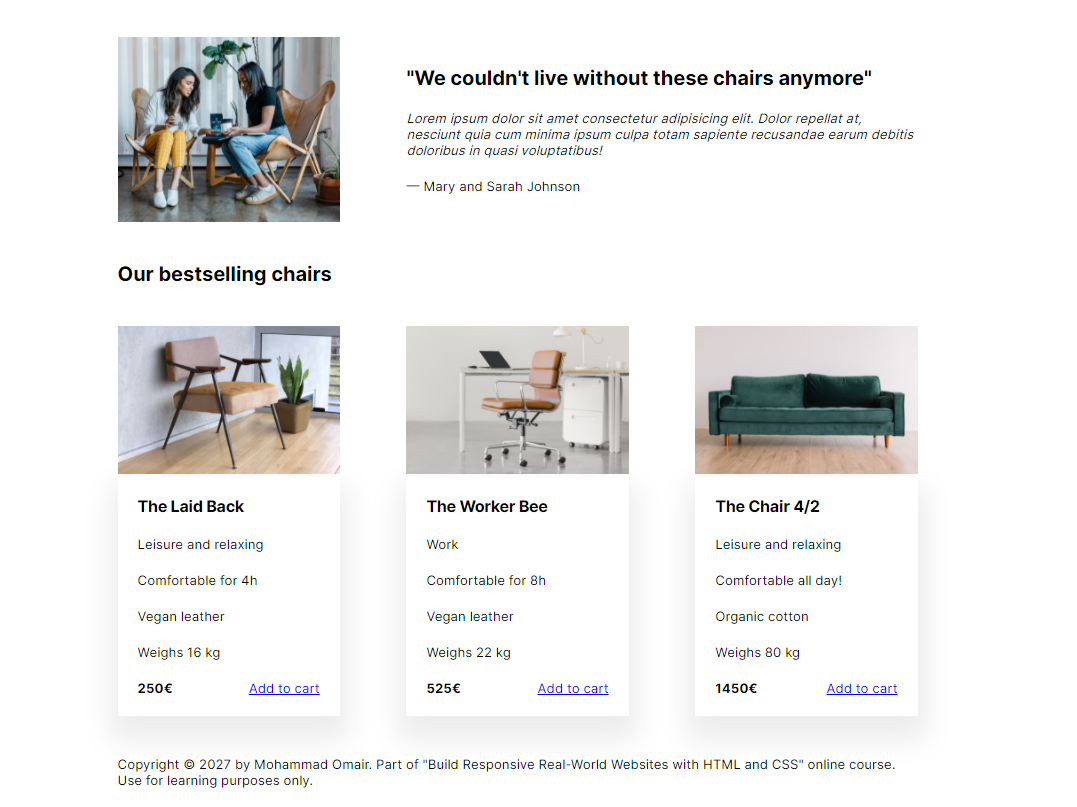 "We couldn't live without these chairs anymore"
Lorem ipsum dolor sit amet consectetur adipisicing elit. Dolor repellat at,
nesciunt quia cum minima ipsum culpa totam sapiente recusandae earum debitis
doloribus in quasi voluptatibus!
— Mary and Sarah Johnson
Our bestselling chairs
The Laid Back
Leisure and relaxing
Comfortable for 4h
Vegan leather
Weighs 16 kg
250€ Add to cart
The Worker Bee
Work
Comfortable for 8h
Vegan leather
Weighs 22 kg
525€ Add to cart
The Chair 4/2
Leisure and relaxing
Comfortable all day!
Organic cotton
Weighs 80 kg
1450€ Add to cart
Copyright © 2027 by Mohammad Omair. Part of "Build Responsive Real-World Websites with HTML and CSS" online course.
Use for learning purposes only.